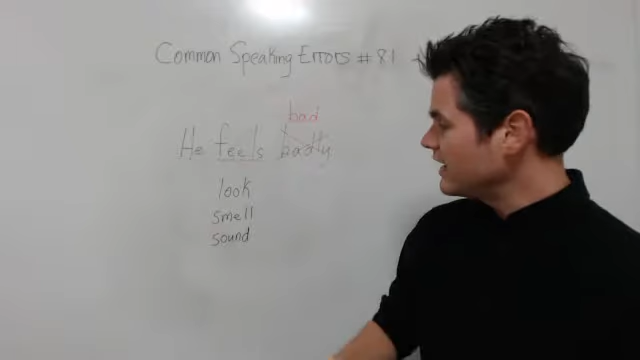 Common Speaking Errors # 81
bad
He feels badly
look
smell
sound